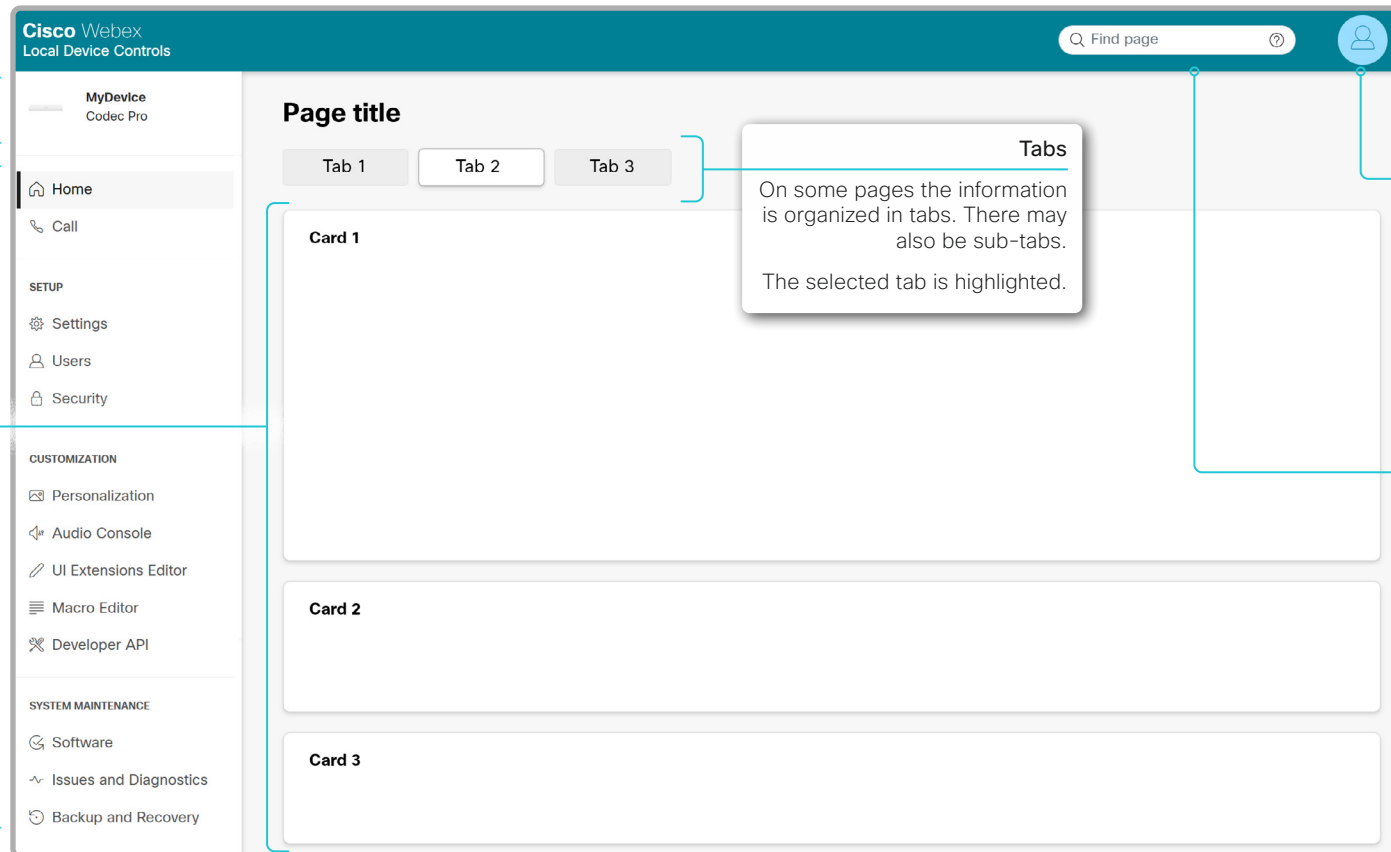 Cisco Webex
Local Device Controls
Find page
MyDevice
Codec Pro
Home
Call
SETUP
Settings
Users
Security
CUSTOMIZATION
Personalization
Audio Console
UI Extensions Editor
Macro Editor
Developer API
SYSTEM MAINTENANCE
Software
Issues and Diagnostics
Backup and Recovery
Page title
Tab 1
Tab 2
Tab 3
Tabs
On some pages the information
is organized in tabs. There may
also be sub-tabs.
The selected tab is highlighted.
Card 1
Card 2
Card 3